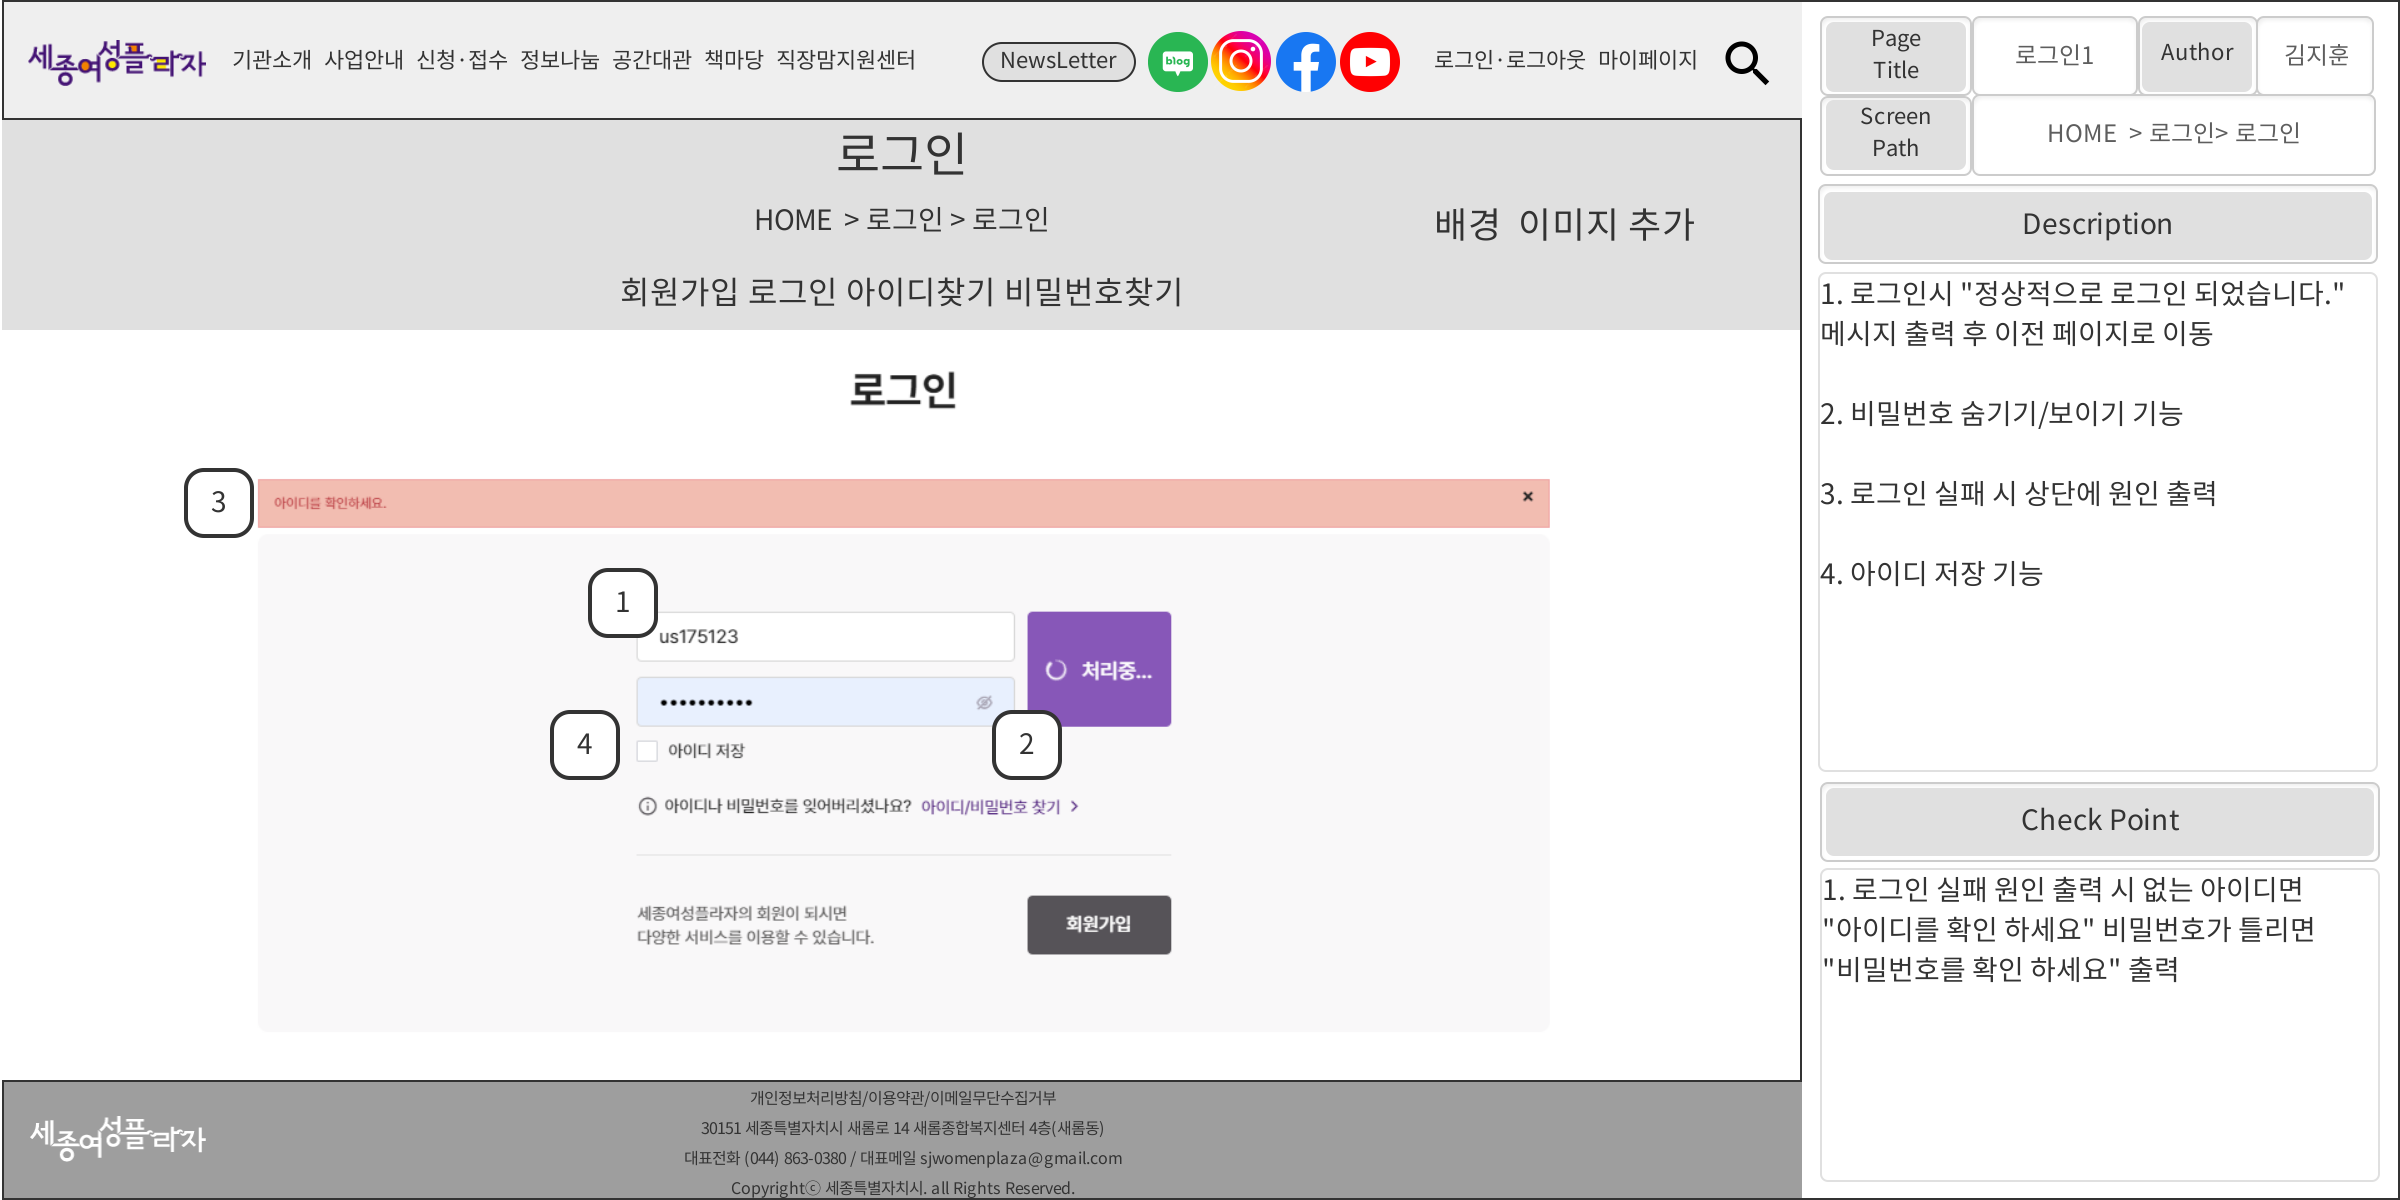 세종여성플라자
기관소개 사업안내 신청·접수 정보나눔 공간대관 책마당 직장맘지원센터
NewsLetter
blog
로그인·로그아웃 마이페이지
로그인
HOME > 로그인 > 로그인
배경 이미지 추가
회원가입 로그인 아이디찾기 비밀번호찾기
로그인
3
아이디를 확인하세요.
×
1
us175123
처리중...
••••••••••
4
2
아이디 저장
아이디나 비밀번호를 잊어버리셨나요? 아이디/비밀번호 찾기 >
세종여성플라자의 회원이 되시면
다양한 서비스를 이용할 수 있습니다.
회원가입
세종여성플라자
개인정보처리방침/이용약관/이메일무단수집거부
30151 세종특별자치시 새롬로 14 새롬종합복지센터 4층(새롬동)
대표전화 (044) 863-0380 / 대표메일 sjwomenplaza@gmail.com
Copyrightⓒ 세종특별자치시. all Rights Reserved.
Page
Title
로그인1
Author
김지훈
Screen
Path
HOME > 로그인> 로그인
Description
1. 로그인시 "정상적으로 로그인 되었습니다."
메시지 출력 후 이전 페이지로 이동
2. 비밀번호 숨기기/보이기 기능
3. 로그인 실패 시 상단에 원인 출력
4. 아이디 저장 기능
Check Point
1. 로그인 실패 원인 출력 시 없는 아이디면
"아이디를 확인 하세요" 비밀번호가 틀리면
"비밀번호를 확인 하세요" 출력